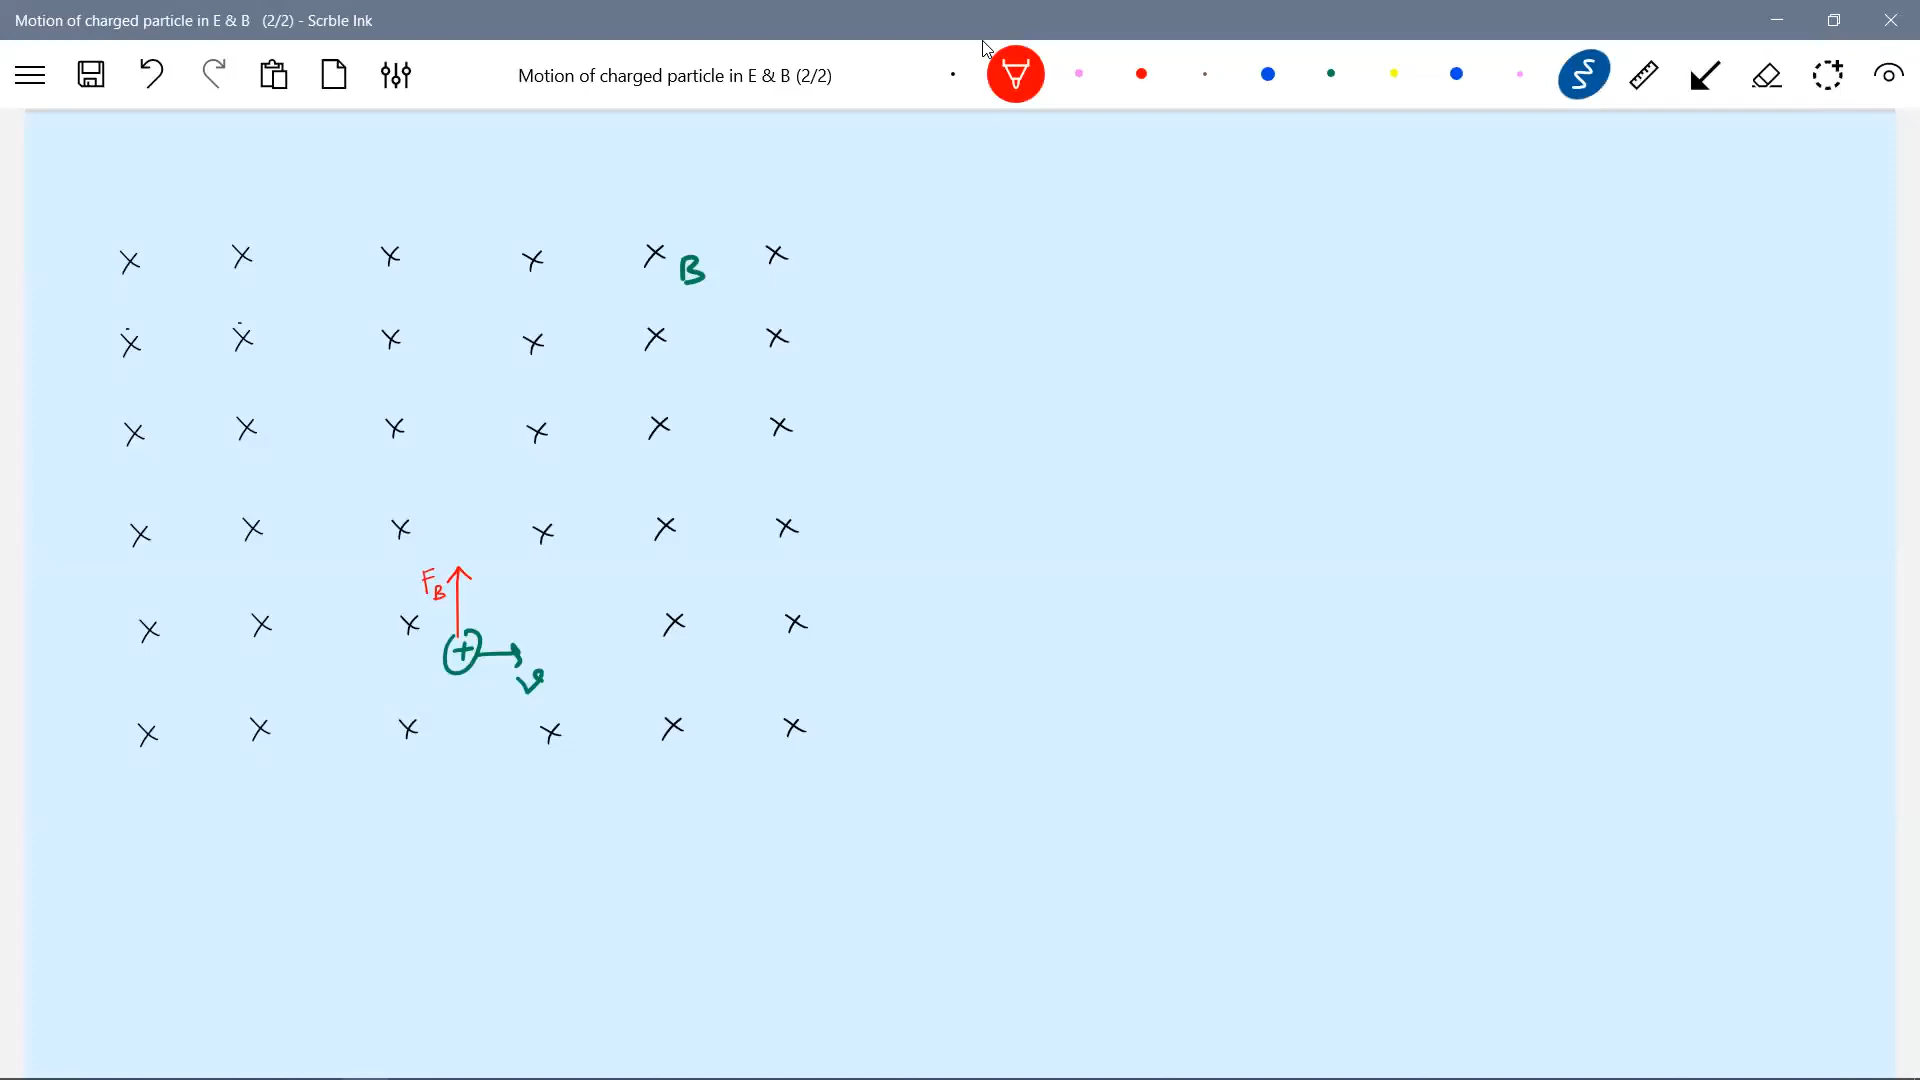 Motion of charged particle in E & B (2/2) - Scrble Ink
Motion of charged particle in E & B (2/2)
x x x x x B x
x x x x x x
x x x x x x
x x x x x x
F_B
x x x x x
+
v
x x x x x x